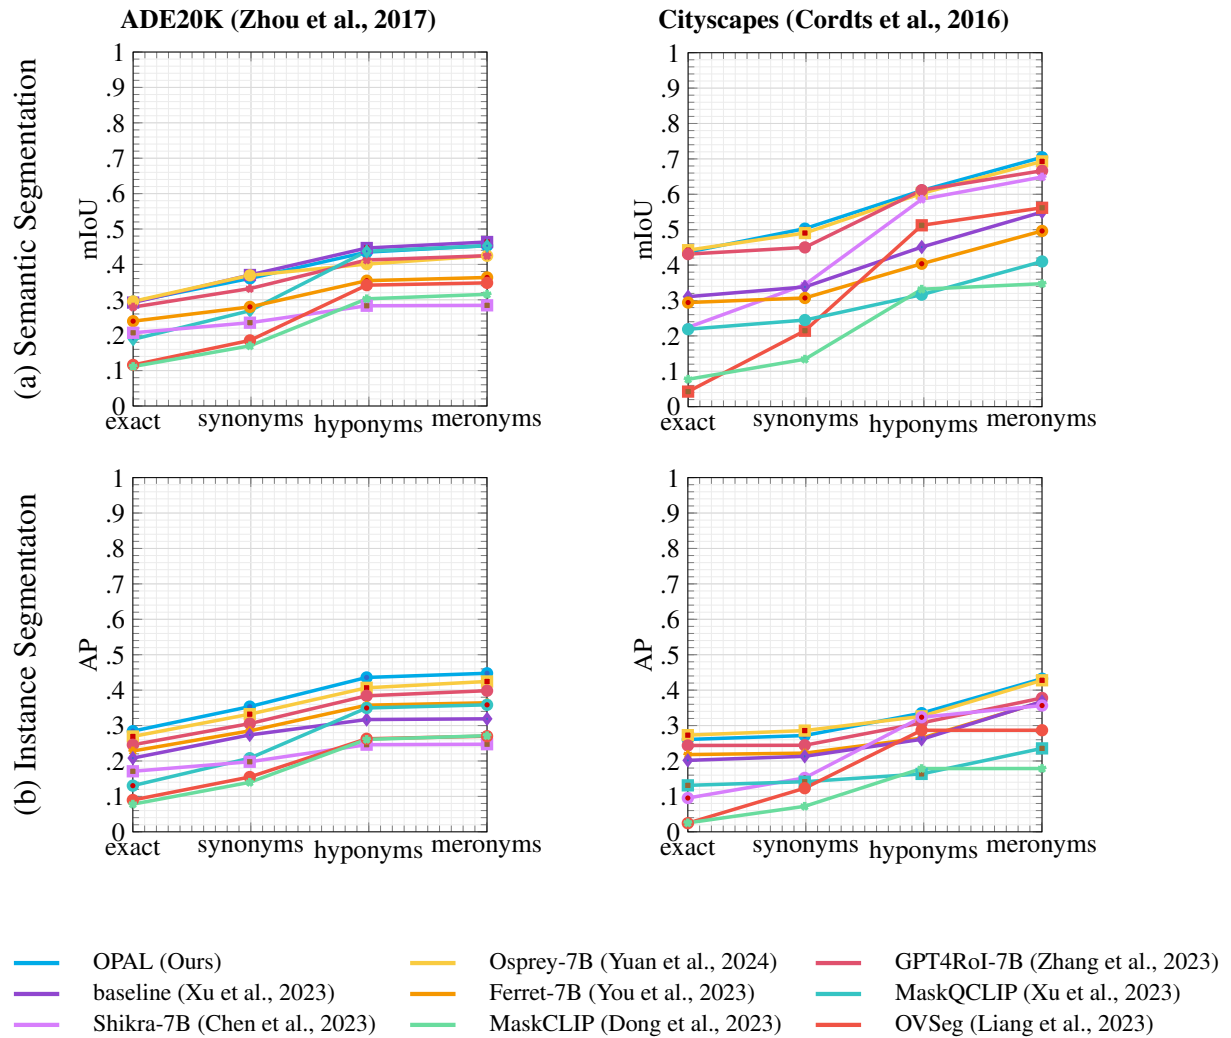 ADE20K (Zhou et al., 2017)
Cityscapes (Cordts et al., 2016)
(a) Semantic Segmentation
mIoU
1
.9
.8
.7
.6
.5
.4
.3
.2
.1
0
exact synonyms hyponyms meronyms
mIoU
1
.9
.8
.7
.6
.5
.4
.3
.2
.1
0
exact synonyms hyponyms meronyms
(b) Instance Segmentaton
AP
1
.9
.8
.7
.6
.5
.4
.3
.2
.1
0
exact synonyms hyponyms meronyms
AP
1
.9
.8
.7
.6
.5
.4
.3
.2
.1
0
exact synonyms hyponyms meronyms
OPAL (Ours) Osprey-7B (Yuan et al., 2024) GPT4RoI-7B (Zhang et al., 2023)
baseline (Xu et al., 2023) Ferret-7B (You et al., 2023) MaskQCLIP (Xu et al., 2023)
Shikra-7B (Chen et al., 2023) MaskCLIP (Dong et al., 2023) OVSeg (Liang et al., 2023)